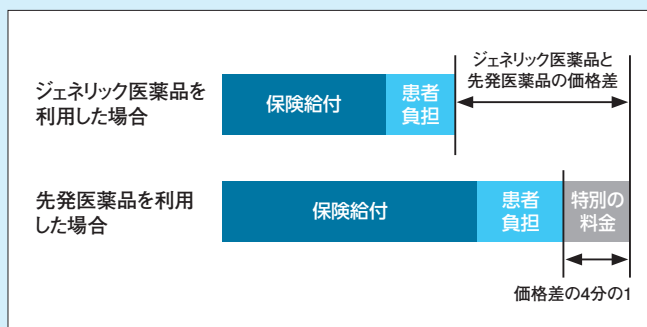 ジェネリック医薬品と
先発医薬品の価格差
ジェネリック医薬品を
利用した場合
保険給付
患者
負担
先発医薬品を利用
した場合
保険給付
患者
負担
特別の
料金
価格差の4分の1